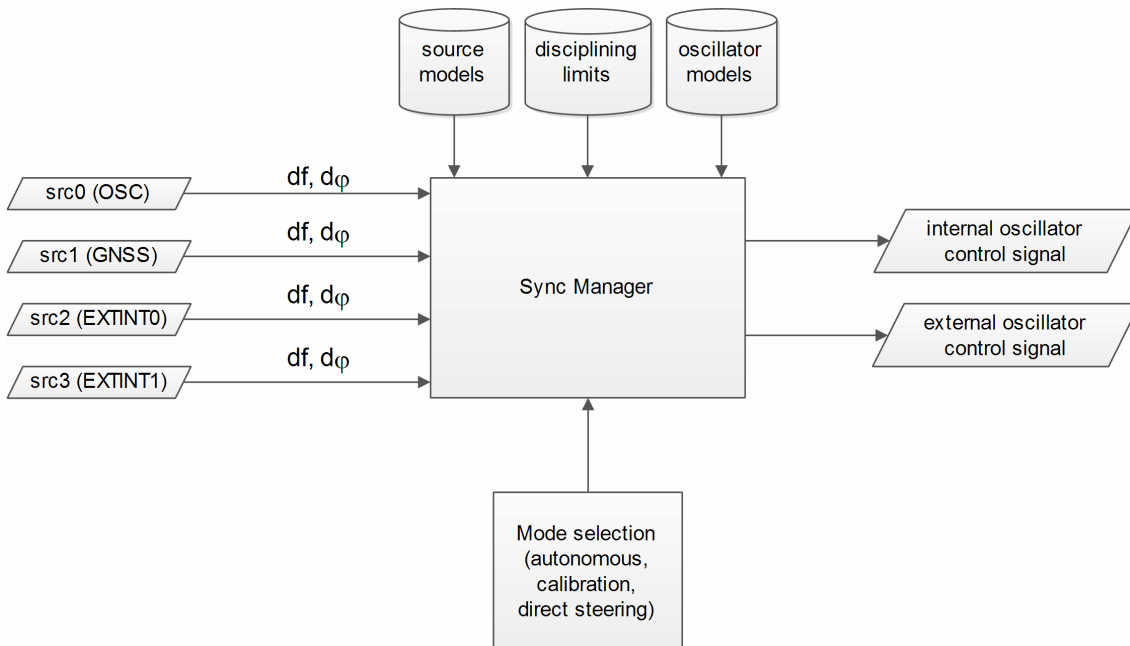 source
models
disciplining
limits
oscillator
models
src0 (OSC)
df, dφ
src1 (GNSS)
df, dφ
src2 (EXTINT0)
df, dφ
src3 (EXTINT1)
df, dφ
Sync Manager
internal oscillator
control signal
external oscillator
control signal
Mode selection
(autonomous,
calibration,
direct steering)